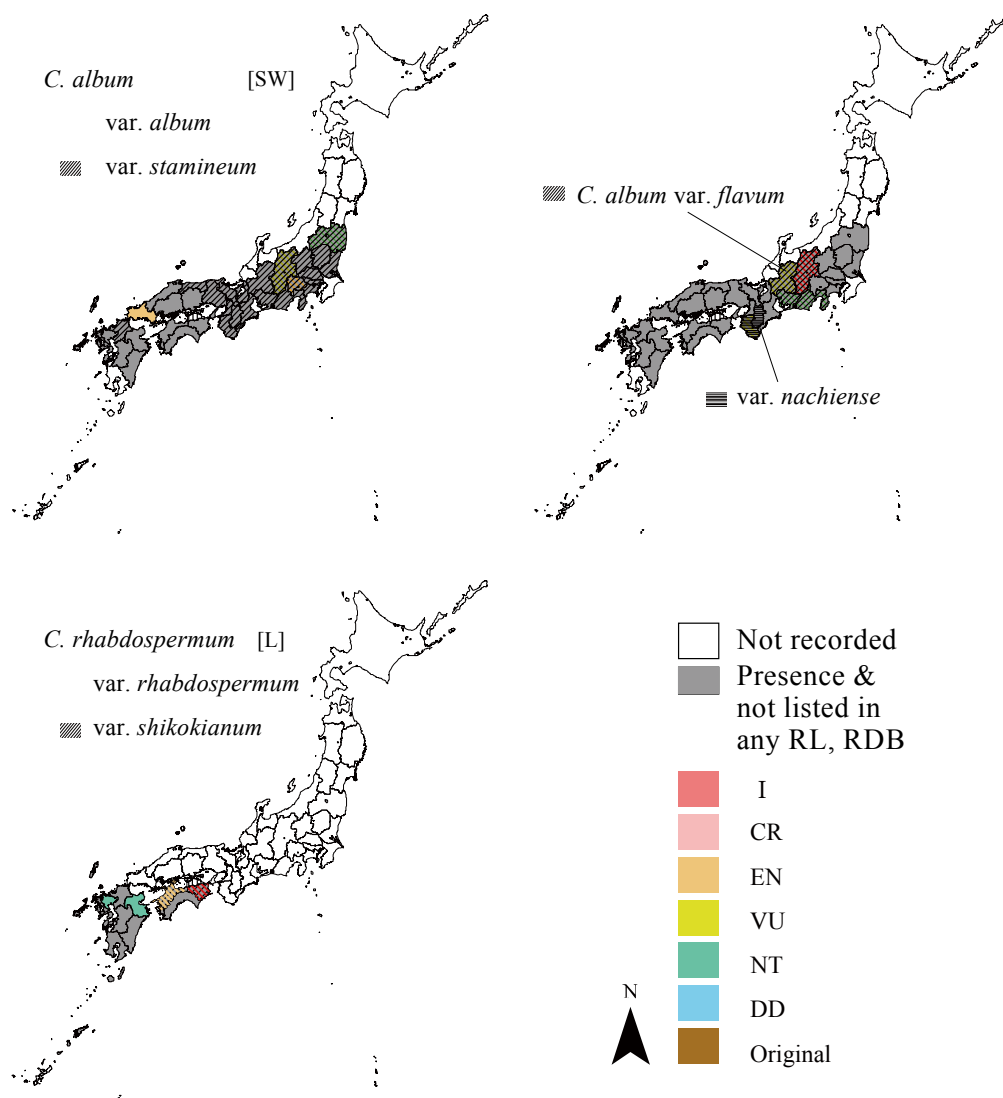 C. album [SW]
var. album
var. stamineum
C. album var. flavum
var. nachiense
C. rhabdospermum [L]
var. rhabdospermum
var. shikokianum
Not recorded
Presence &
not listed in
any RL, RDB
I
CR
EN
VU
NT
DD
Original
N